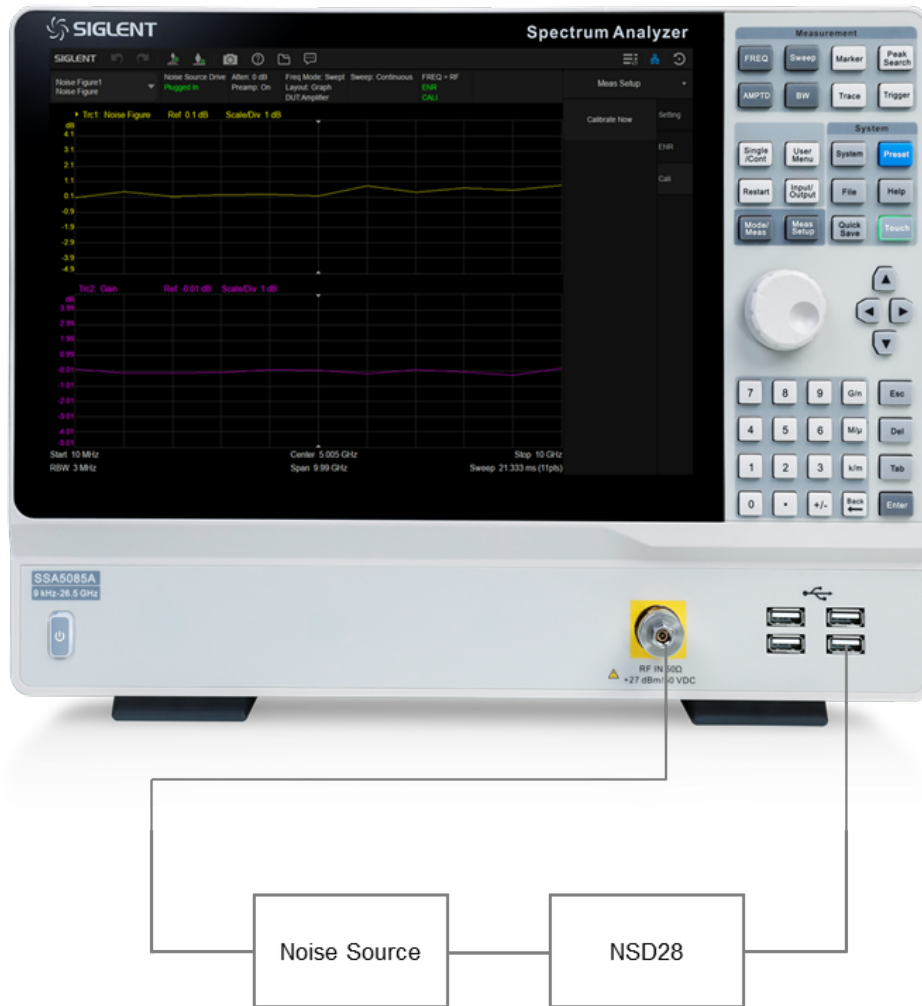 SIGLENT
Spectrum Analyzer
SIGLENT
Noise Figure1
Noise Figure
Noise Source Drive
Plugged In
Atten: 0 dB
Preamp: On
Freq Mode: Swept
Layout: Graph
DUT:Amplifier
Sweep: Continuous
FREQ = RF
ENR
CALI
Meas Setup
Trc1: Noise Figure Ref 0.1 dB Scale/Div 1 dB
dB
4.1
3.1
2.1
1.1
0.1
-0.9
-1.9
-2.9
-3.9
-4.9
Trc2: Gain Ref -0.01 dB Scale/Div 1 dB
dB
3.99
2.99
1.99
0.99
-0.01
-1.01
-2.01
-3.01
-4.01
-5.01
Start 10 MHz Center 5.005 GHz Stop 10 GHz
RBW 3 MHz Span 9.99 GHz Sweep 21.333 ms (11pts)
Calibrate Now
Setting
ENR
Cali
Measurement
FREQ Sweep Marker Peak
Search
AMPTD BW Trace Trigger
System
Single
/Cont
User
Menu
System Preset
Restart
Input/
Output
File Help
Mode/
Meas
Meas
Setup
Quick
Save
Touch
7 8 9 G/n Esc
4 5 6 M/μ Del
1 2 3 k/m Tab
0 . +/- Back Enter
SSA5085A
9 kHz-26.5 GHz
RF IN 50Ω
+27 dBm/50 VDC
Noise Source
NSD28